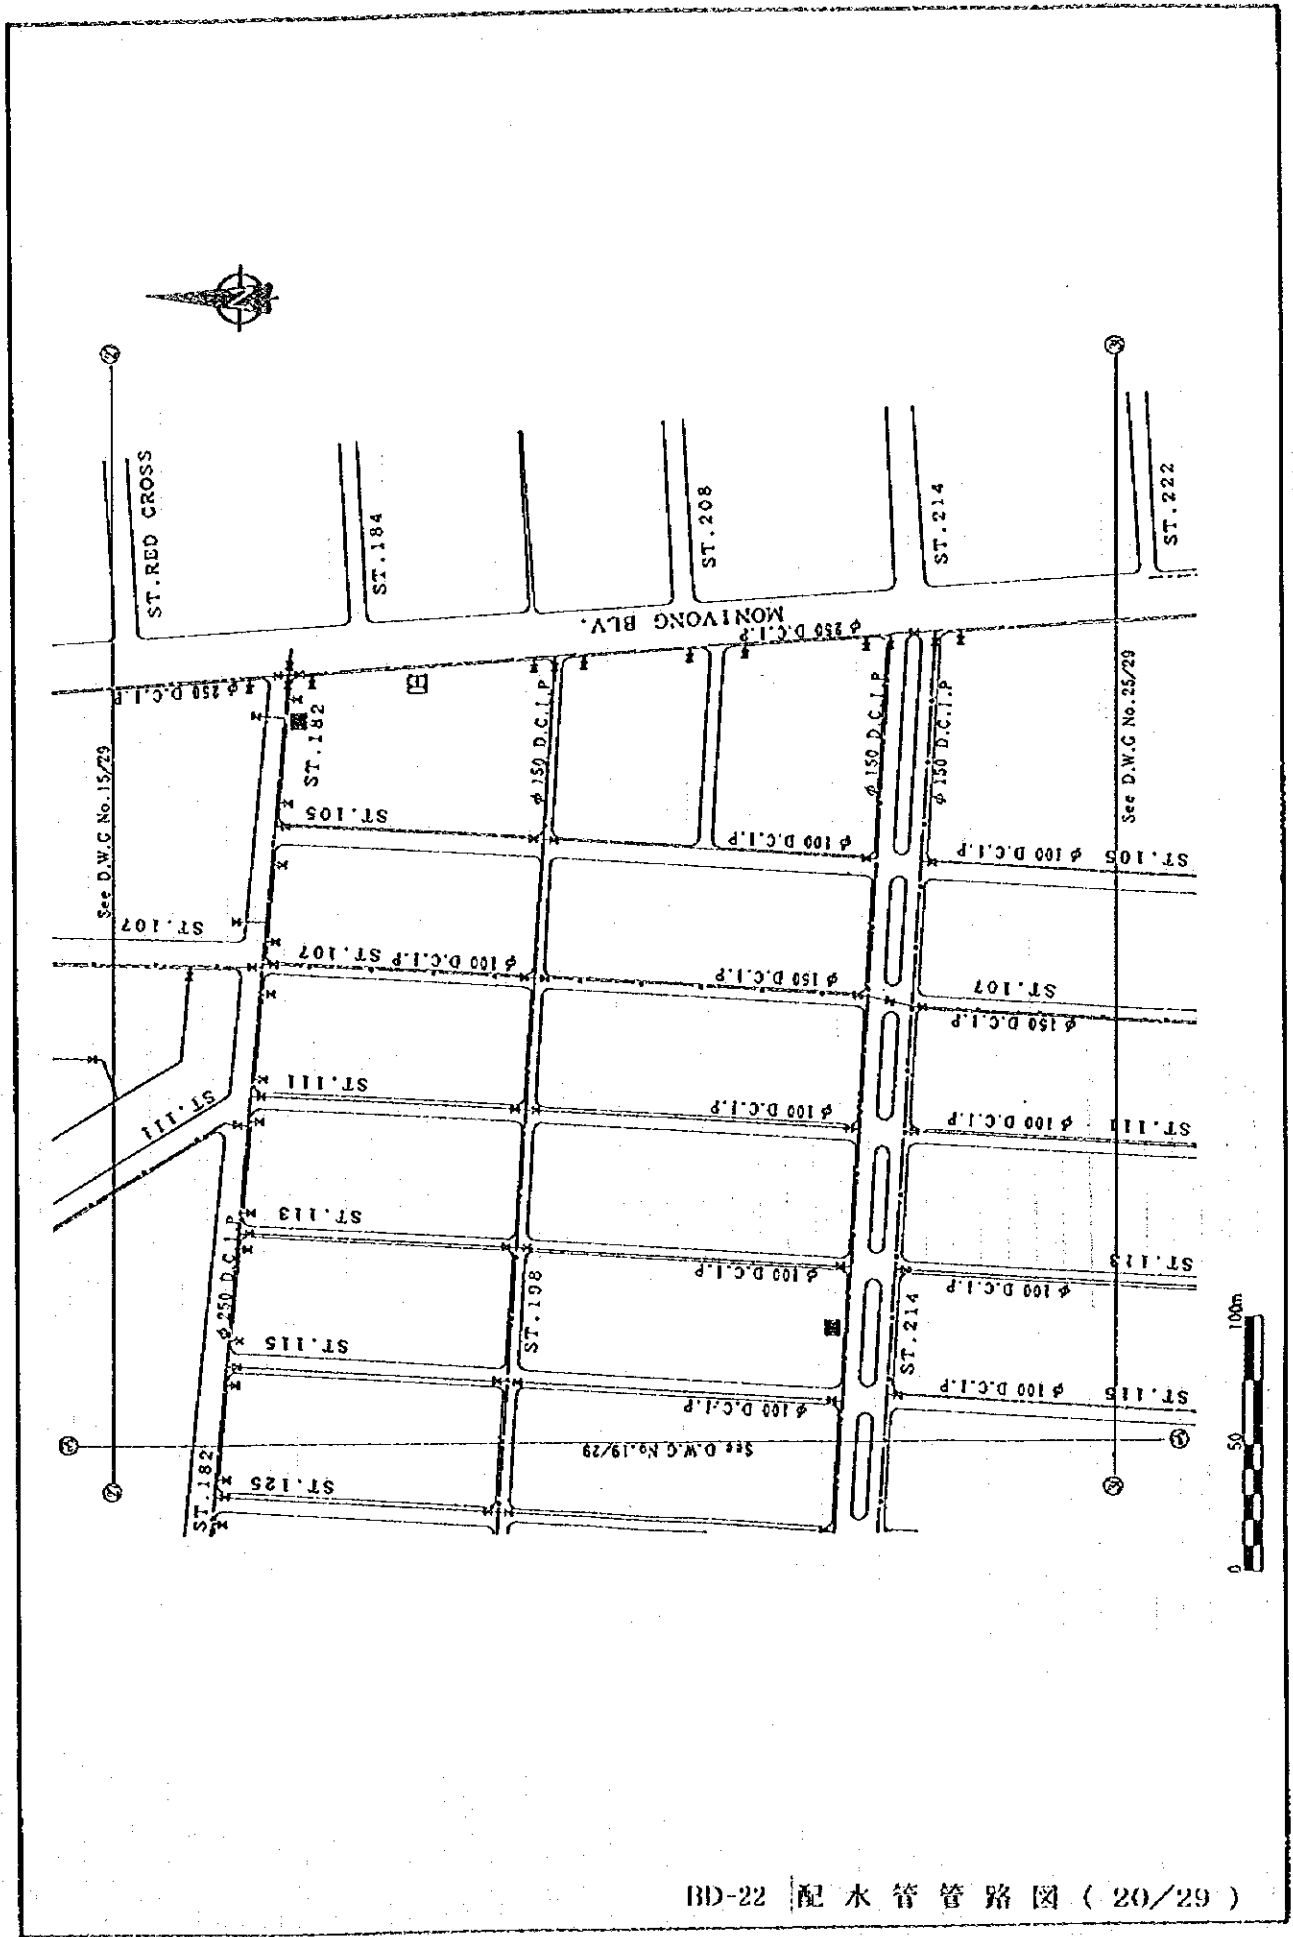 N
ST.RED CROSS
ST.184
ST.208
ST.214
ST.222
MONIVONG BLV.
φ 250 D.C.I.P
φ 250 D.C.I.P
See D.W.G No.15/29
See D.W.G No.25/29
ST.182
φ 150 D.C.I.P
φ 150 D.C.I.P
φ 150 D.C.I.P
ST.105
φ 100 D.C.I.P
φ 100 D.C.I.P
ST.105
ST.107
φ 100 D.C.I.P ST.107
φ 150 D.C.I.P
ST.107
φ 150 D.C.I.P
ST.111
ST.111
φ 100 D.C.I.P
φ 100 D.C.I.P
ST.111
ST.113
φ 100 D.C.I.P
φ 100 D.C.I.P
ST.113
φ 250 D.C.I.P
ST.198
ST.214
ST.115
φ 100 D.C.I.P
φ 100 D.C.I.P
ST.115
See D.W.G No.19/29
ST.182
ST.125
0 50 100m
BD-22 配水管管路図 ( 20/29 )